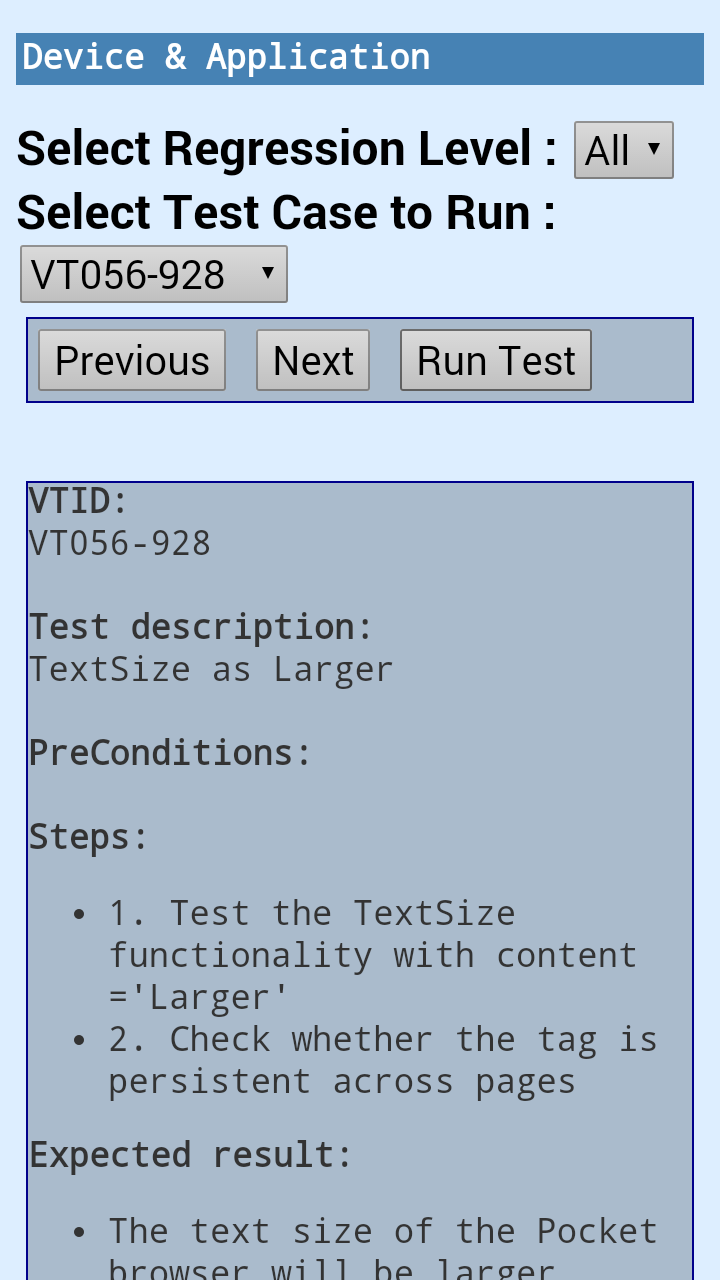 Device & Application
Select Regression Level : All
Select Test Case to Run :
VT056-928
Previous Next Run Test
VTID:
VT056-928
Test description:
TextSize as Larger
PreConditions:
Steps:
• 1. Test the TextSize
functionality with content
='Larger'
• 2. Check whether the tag is
persistent across pages
Expected result:
• The text size of the Pocket
browser will be larger